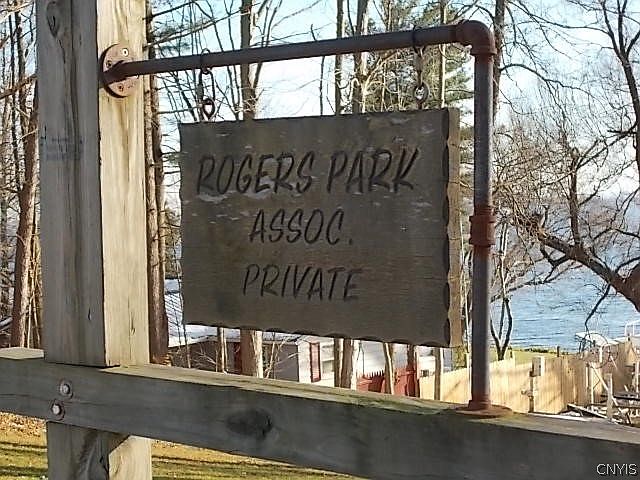 ROGERS PARK
ASSOC.
PRIVATE
CNYIS